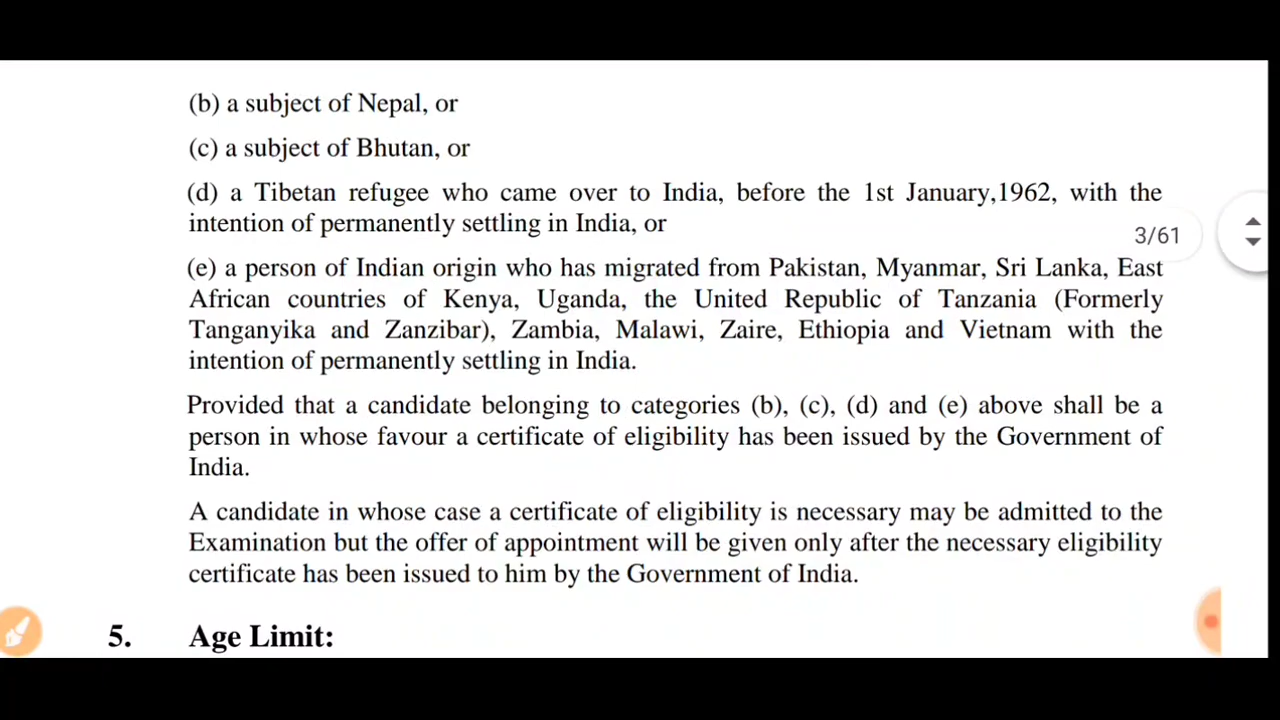 (b) a subject of Nepal, or
(c) a subject of Bhutan, or
(d) a Tibetan refugee who came over to India, before the 1st January,1962, with the
intention of permanently settling in India, or
3/61
(e) a person of Indian origin who has migrated from Pakistan, Myanmar, Sri Lanka, East
African countries of Kenya, Uganda, the United Republic of Tanzania (Formerly
Tanganyika and Zanzibar), Zambia, Malawi, Zaire, Ethiopia and Vietnam with the
intention of permanently settling in India.
Provided that a candidate belonging to categories (b), (c), (d) and (e) above shall be a
person in whose favour a certificate of eligibility has been issued by the Government of
India.
A candidate in whose case a certificate of eligibility is necessary may be admitted to the
Examination but the offer of appointment will be given only after the necessary eligibility
certificate has been issued to him by the Government of India.
5. Age Limit: